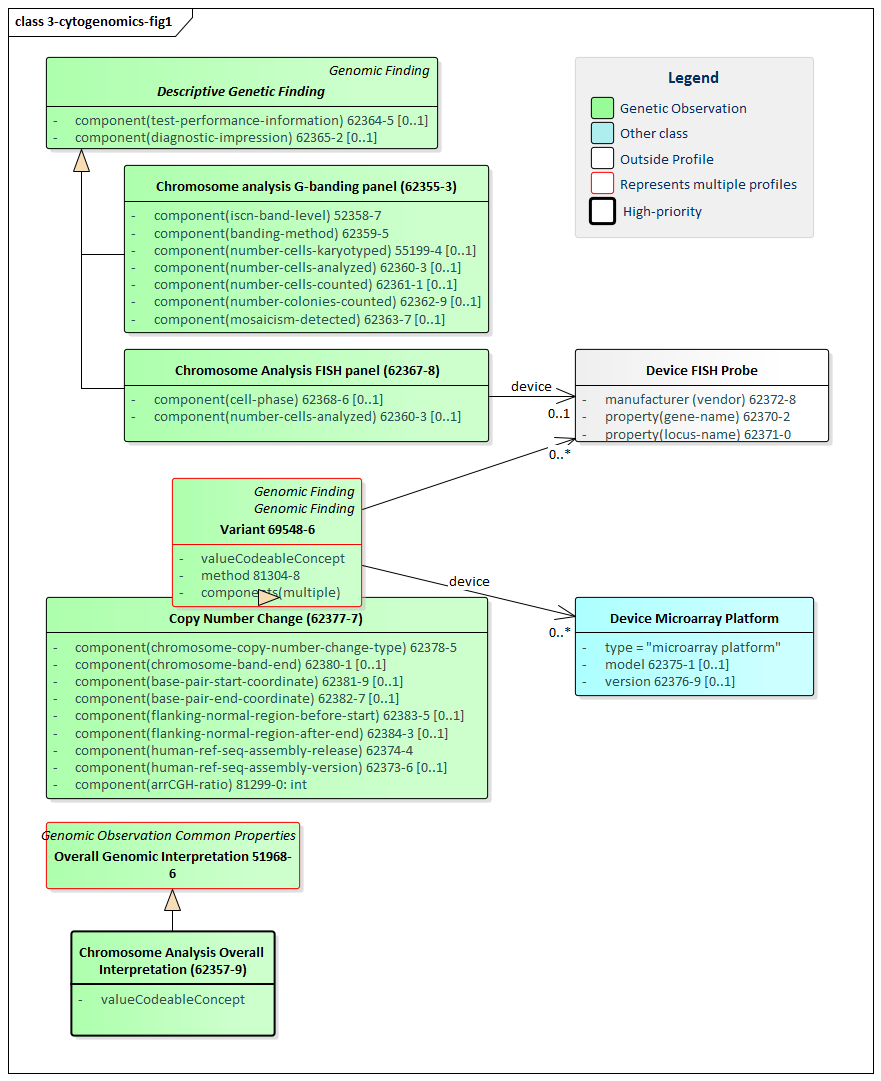 class 3-cytogenomics-fig1
Genomic Finding
Descriptive Genetic Finding
- component(test-performance-information) 62364-5 [0..1]
- component(diagnostic-impression) 62365-2 [0..1]
Legend
Genetic Observation
Other class
Outside Profile
Represents multiple profiles
High-priority
Chromosome analysis G-banding panel (62355-3)
- component(iscn-band-level) 52358-7
- component(banding-method) 62359-5
- component(number-cells-karyotyped) 55199-4 [0..1]
- component(number-cells-analyzed) 62360-3 [0..1]
- component(number-cells-counted) 62361-1 [0..1]
- component(number-colonies-counted) 62362-9 [0..1]
- component(mosaicism-detected) 62363-7 [0..1]
Chromosome Analysis FISH panel (62367-8)
- component(cell-phase) 62368-6 [0..1]
- component(number-cells-analyzed) 62360-3 [0..1]
device
0..1
Device FISH Probe
- manufacturer (vendor) 62372-8
- property(gene-name) 62370-2
- property(locus-name) 62371-0
0..*
Genomic Finding
Genomic Finding
Variant 69548-6
- valueCodeableConcept
- method 81304-8
- components(multiple)
device
0..*
Device Microarray Platform
- type = "microarray platform"
- model 62375-1 [0..1]
- version 62376-9 [0..1]
Copy Number Change (62377-7)
- component(chromosome-copy-number-change-type) 62378-5
- component(chromosome-band-end) 62380-1 [0..1]
- component(base-pair-start-coordinate) 62381-9 [0..1]
- component(base-pair-end-coordinate) 62382-7 [0..1]
- component(flanking-normal-region-before-start) 62383-5 [0..1]
- component(flanking-normal-region-after-end) 62384-3 [0..1]
- component(human-ref-seq-assembly-release) 62374-4
- component(human-ref-seq-assembly-version) 62373-6 [0..1]
- component(arrCGH-ratio) 81299-0: int
Genomic Observation Common Properties
Overall Genomic Interpretation 51968-
6
Chromosome Analysis Overall
Interpretation (62357-9)
- valueCodeableConcept